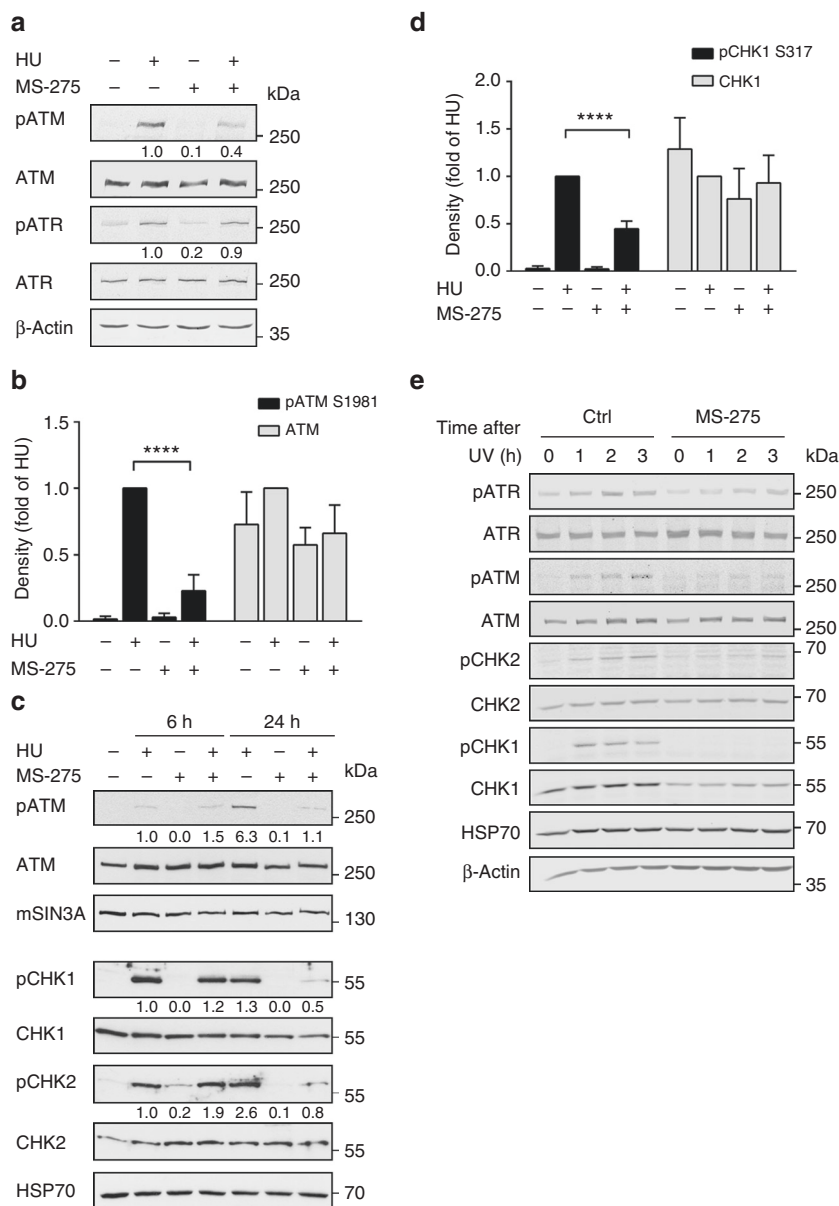 a
HU – + – +
MS-275 – – + + kDa
pATM 250
1.0 0.1 0.4
ATM 250
pATR 250
1.0 0.2 0.9
ATR 250
β-Actin 35
b
pATM S1981
ATM
Density (fold of HU)
1.5
****
1.0
0.5
0.0
HU – + – + – + – +
MS-275 – – + + – – + +
c
6 h 24 h
HU – + – + + – +
MS-275 – – + + – + + kDa
pATM 250
1.0 0.0 1.5 6.3 0.1 1.1
ATM 250
mSIN3A 130
pCHK1 55
1.0 0.0 1.2 1.3 0.0 0.5
CHK1 55
pCHK2 55
1.0 0.2 1.9 2.6 0.1 0.8
CHK2 55
HSP70 70
d
pCHK1 S317
CHK1
Density (fold of HU)
2.0
1.5
****
1.0
0.5
0.0
HU – + – + – + – +
MS-275 – – + + – – + +
e
Time after Ctrl MS-275
UV (h) 0 1 2 3 0 1 2 3 kDa
pATR 250
ATR 250
pATM
ATM 250
pCHK2 70
CHK2 70
pCHK1 55
CHK1 55
HSP70 70
β-Actin 35